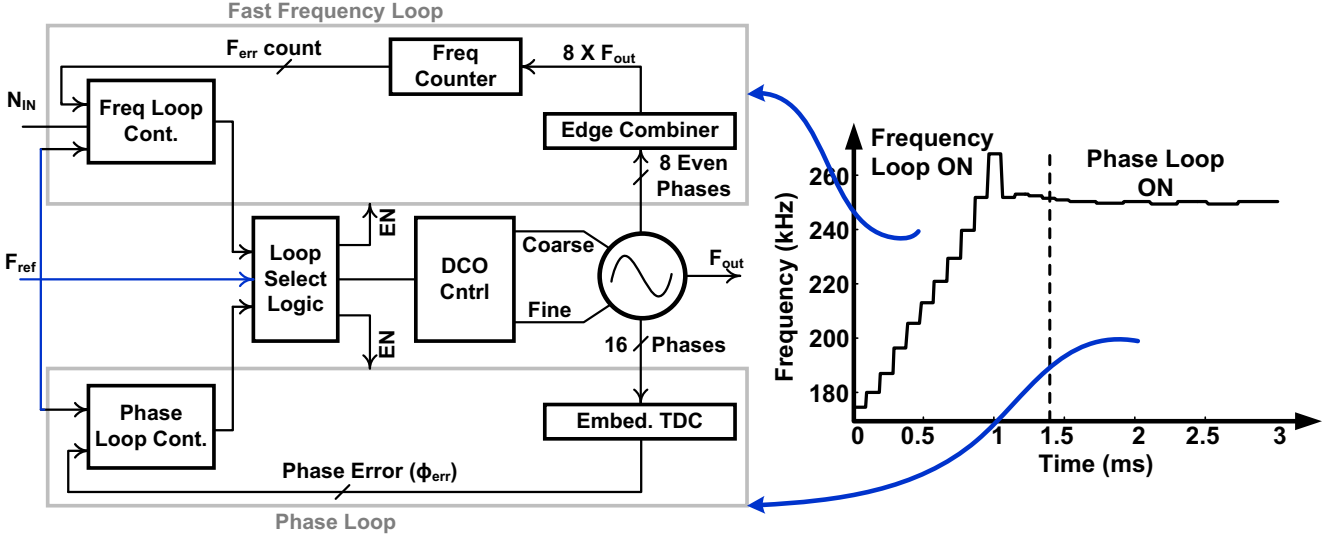 Fast Frequency Loop
F_err count
Freq
Counter
8 X F_out
N_IN
Freq Loop
Cont.
Edge Combiner
8 Even
Phases
EN
F_ref
Loop
Select
Logic
DCO
Cntrl
Coarse
Fine
F_out
EN
16 Phases
Phase
Loop Cont.
Embed. TDC
Phase Error (ϕ_err)
Phase Loop
Frequency
Loop ON
Phase Loop
ON
Frequency (kHz)
260
240
220
200
180
0 0.5 1 1.5 2 2.5 3
Time (ms)